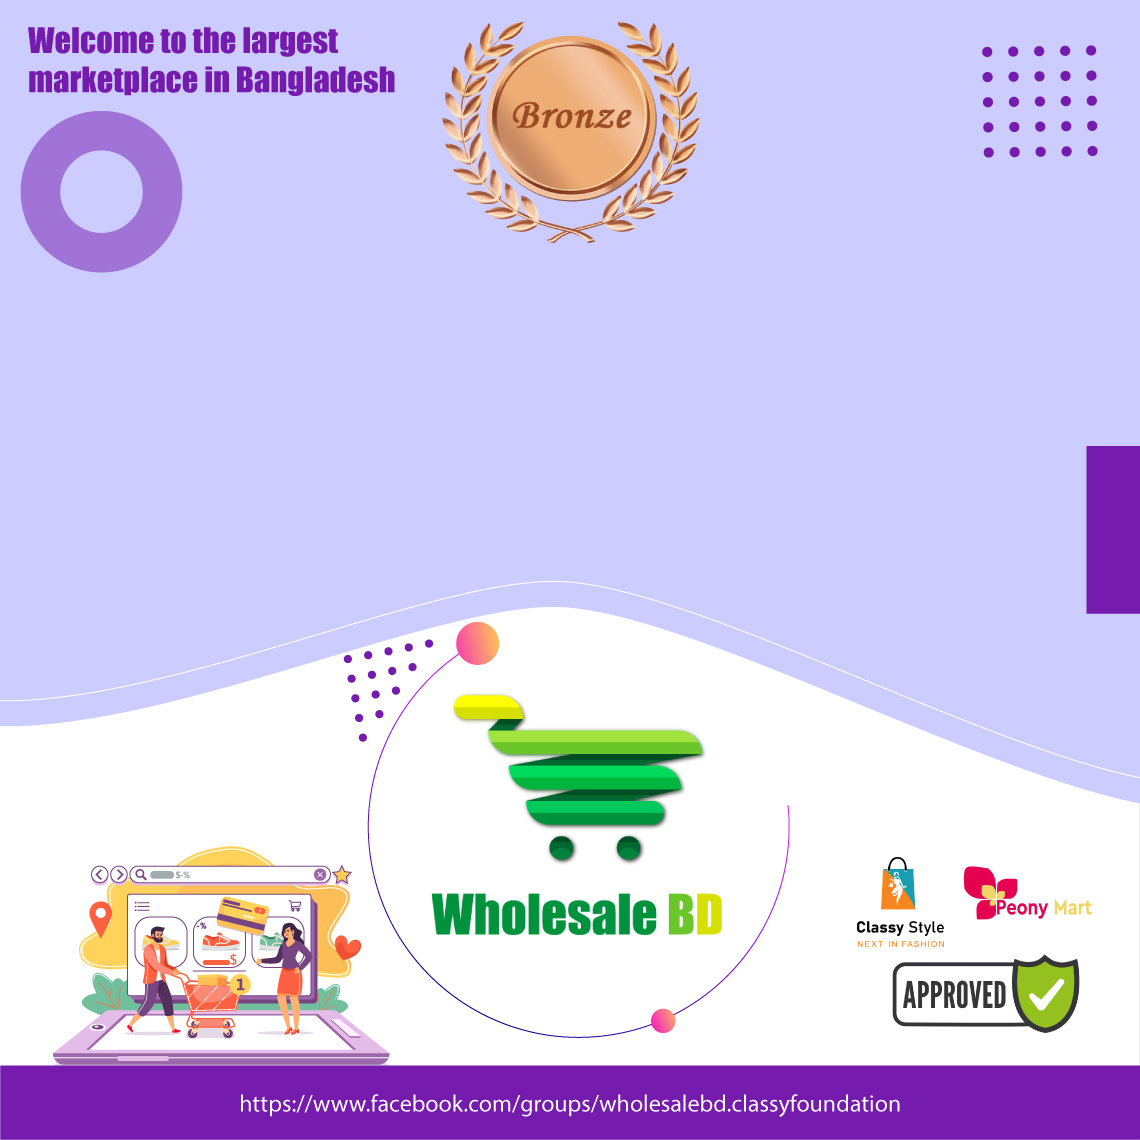 Welcome to the largest
marketplace in Bangladesh
Bronze
$-%
-%
$
1
Wholesale BD
Classy Style
NEXT IN FASHION
Peony Mart
APPROVED
https://www.facebook.com/groups/wholesalebd.classyfoundation